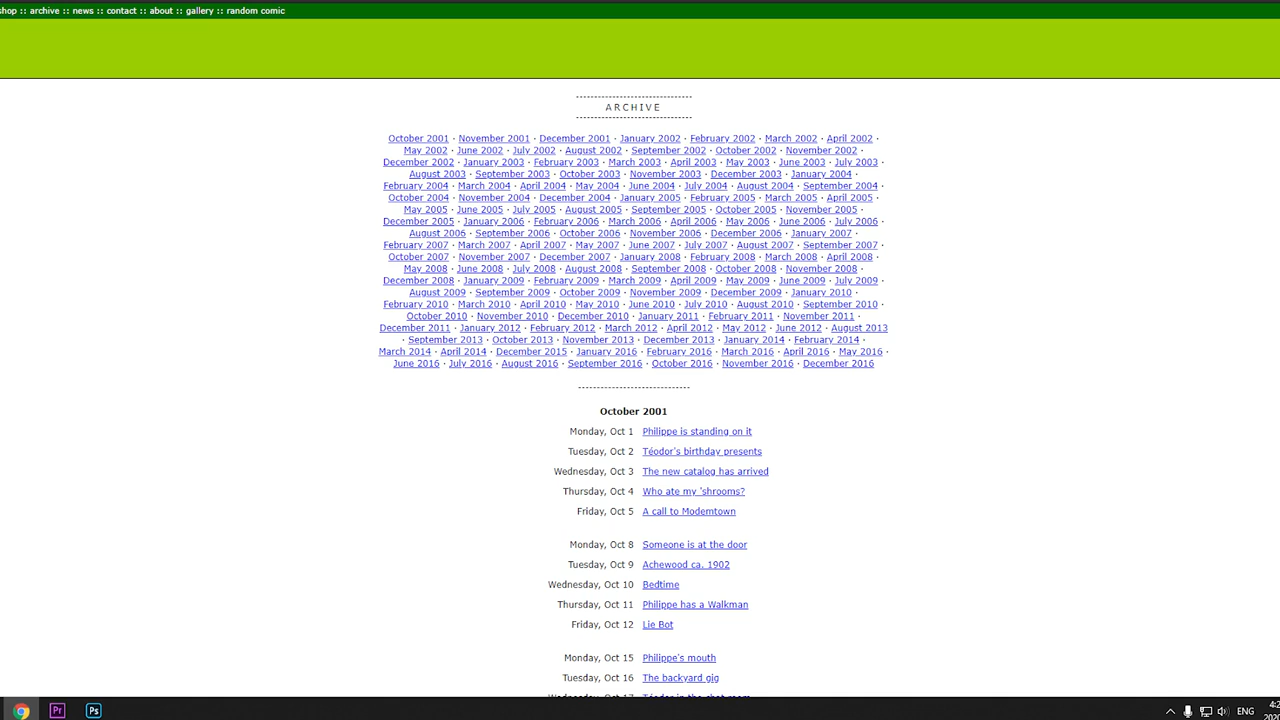 shop :: archive :: news :: contact :: about :: gallery :: random comic
--------------------------------
ARCHIVE
--------------------------------
October 2001 · November 2001 · December 2001 · January 2002 · February 2002 · March 2002 · April 2002 ·
May 2002 · June 2002 · July 2002 · August 2002 · September 2002 · October 2002 · November 2002 ·
December 2002 · January 2003 · February 2003 · March 2003 · April 2003 · May 2003 · June 2003 · July 2003 ·
August 2003 · September 2003 · October 2003 · November 2003 · December 2003 · January 2004 ·
February 2004 · March 2004 · April 2004 · May 2004 · June 2004 · July 2004 · August 2004 · September 2004 ·
October 2004 · November 2004 · December 2004 · January 2005 · February 2005 · March 2005 · April 2005 ·
May 2005 · June 2005 · July 2005 · August 2005 · September 2005 · October 2005 · November 2005 ·
December 2005 · January 2006 · February 2006 · March 2006 · April 2006 · May 2006 · June 2006 · July 2006 ·
August 2006 · September 2006 · October 2006 · November 2006 · December 2006 · January 2007 ·
February 2007 · March 2007 · April 2007 · May 2007 · June 2007 · July 2007 · August 2007 · September 2007 ·
October 2007 · November 2007 · December 2007 · January 2008 · February 2008 · March 2008 · April 2008 ·
May 2008 · June 2008 · July 2008 · August 2008 · September 2008 · October 2008 · November 2008 ·
December 2008 · January 2009 · February 2009 · March 2009 · April 2009 · May 2009 · June 2009 · July 2009 ·
August 2009 · September 2009 · October 2009 · November 2009 · December 2009 · January 2010 ·
February 2010 · March 2010 · April 2010 · May 2010 · June 2010 · July 2010 · August 2010 · September 2010 ·
October 2010 · November 2010 · December 2010 · January 2011 · February 2011 · November 2011 ·
December 2011 · January 2012 · February 2012 · March 2012 · April 2012 · May 2012 · June 2012 · August 2013
· September 2013 · October 2013 · November 2013 · December 2013 · January 2014 · February 2014 ·
March 2014 · April 2014 · December 2015 · January 2016 · February 2016 · March 2016 · April 2016 · May 2016 ·
June 2016 · July 2016 · August 2016 · September 2016 · October 2016 · November 2016 · December 2016
------------------------------
October 2001
Monday, Oct 1 Philippe is standing on it
Tuesday, Oct 2 Téodor's birthday presents
Wednesday, Oct 3 The new catalog has arrived
Thursday, Oct 4 Who ate my 'shrooms?
Friday, Oct 5 A call to Modemtown
Monday, Oct 8 Someone is at the door
Tuesday, Oct 9 Achewood ca. 1902
Wednesday, Oct 10 Bedtime
Thursday, Oct 11 Philippe has a Walkman
Friday, Oct 12 Lie Bot
Monday, Oct 15 Philippe's mouth
Tuesday, Oct 16 The backyard gig
Wednesday, Oct 17 Téodor in the chat room
Pr Ps ENG